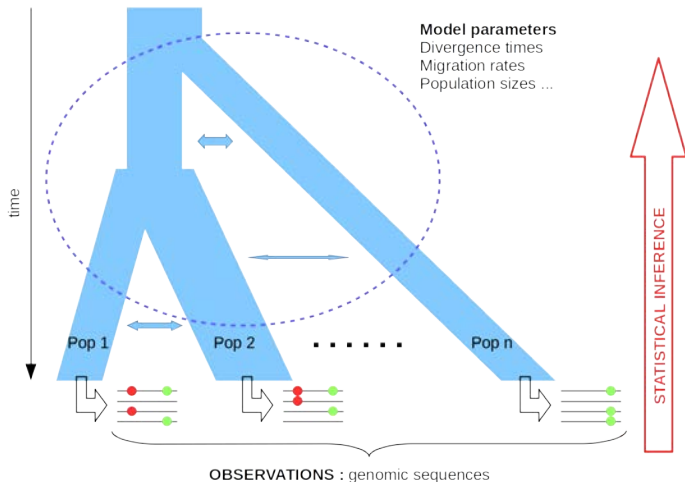 Model parameters
Divergence times
Migration rates
Population sizes ...
time
STATISTICAL INFERENCE
Pop 1
Pop 2
Pop n
OBSERVATIONS : genomic sequences